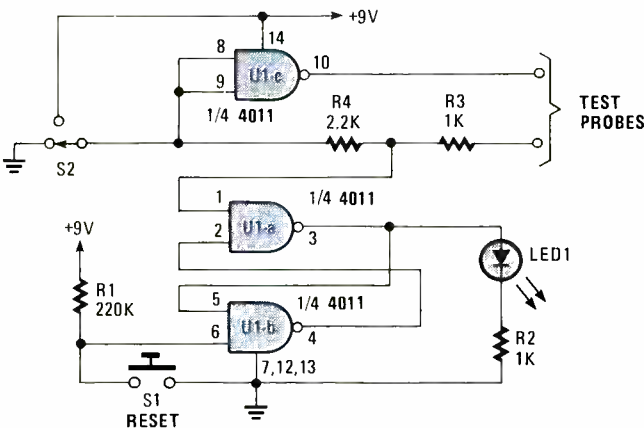 +9V
14
8
U1-c
10
9
1/4 4011
R4
2.2K
R3
1K
TEST
PROBES
S2
1
1/4 4011
U1-a
2
3
+9V
LED1
R1
220K
5
1/4 4011
U1-b
6
4
R2
1K
7,12,13
S1
RESET